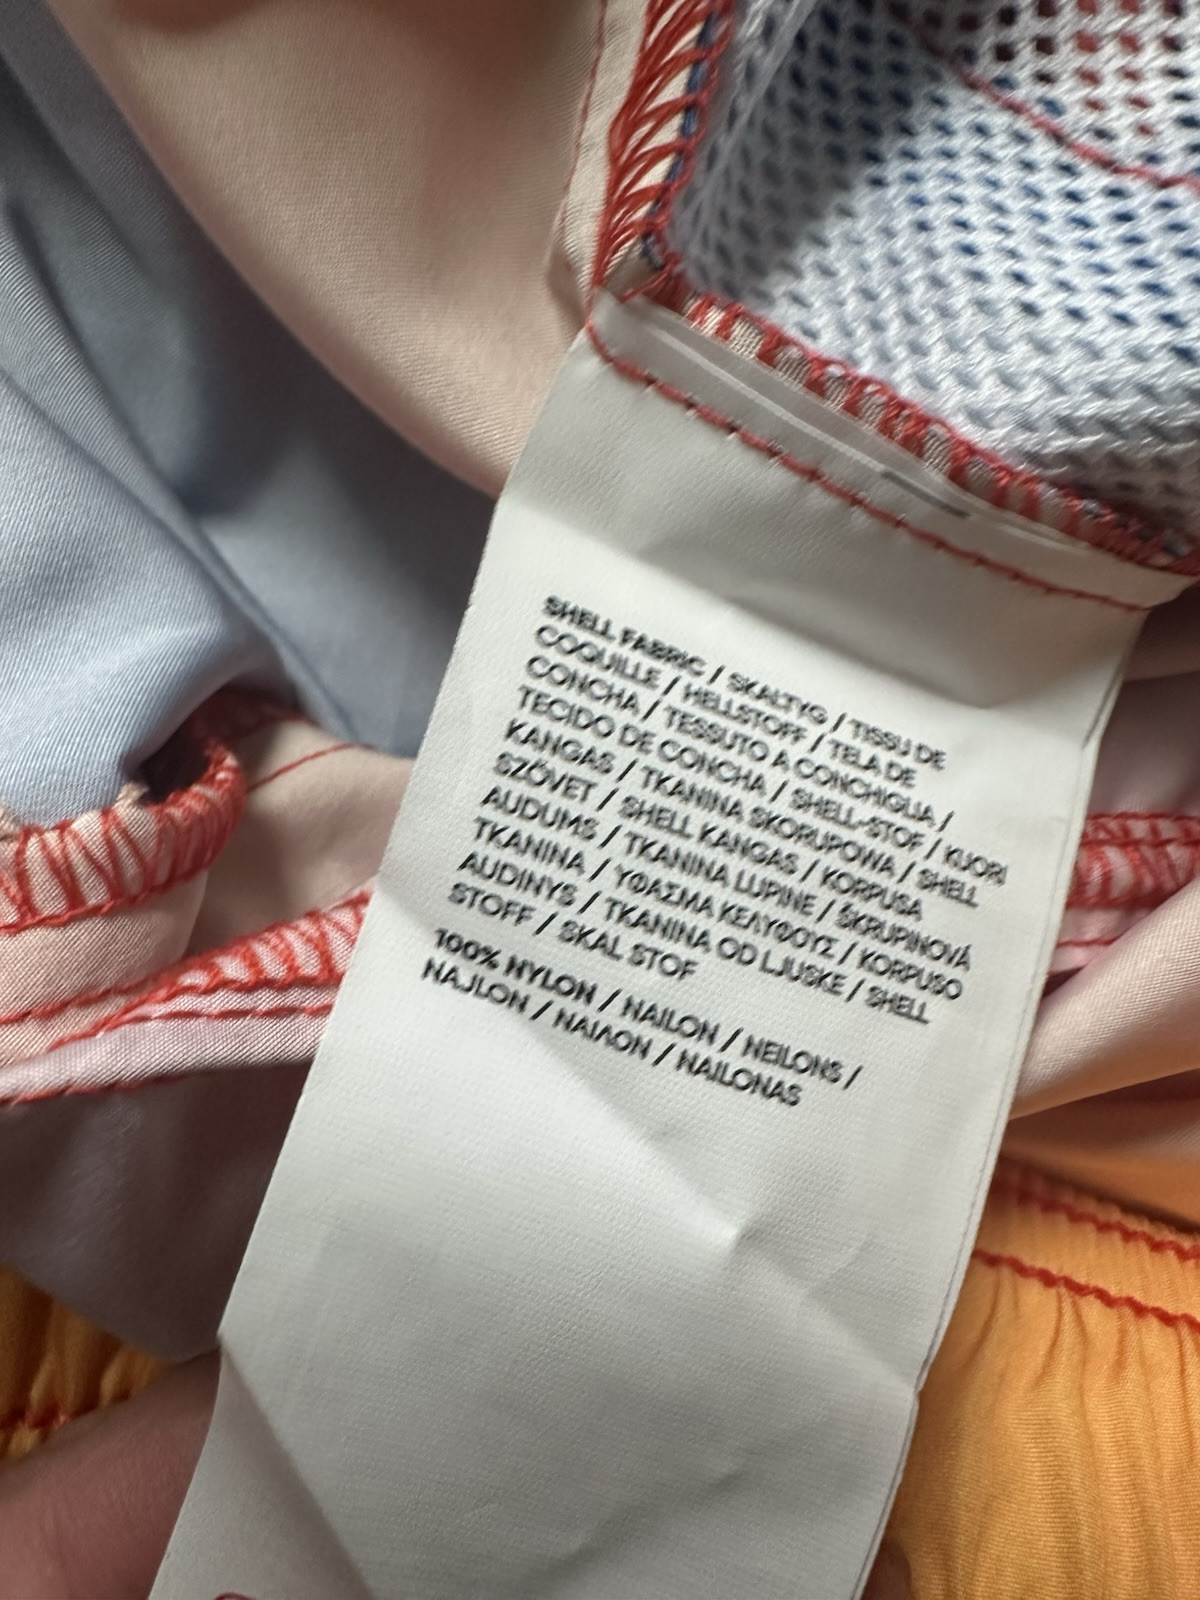 SHELL FABRIC / SKALTYG / TISSU DE
COQUILLE / HELLSTOFF / TELA DE
CONCHA / TESSUTO A CONCHIGLIA /
TECIDO DE CONCHA / SHELL-STOF / KUORI
KANGAS / TKANINA SKORUPOWA / SHELL
SZÖVET / SHELL KANGAS / KORPUSA
AUDUMS / TKANINA LUPINE / ŠKRUPINOVÁ
TKANINA / ΥΦΑΣΜΑ ΚΕΛΥΦΟΥΣ / KORPUSO
AUDINYS / TKANINA OD LJUSKE / SHELL
STOFF / SKAL STOF
100% NYLON / NAILON / NEILONS /
NAJLON / ΝΑΙΛΟΝ / NAILONAS